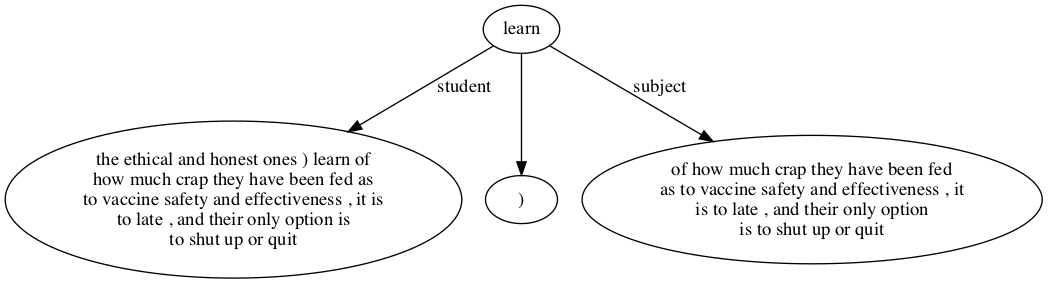 learn
student
subject
the ethical and honest ones ) learn of
how much crap they have been fed as
to vaccine safety and effectiveness , it is
to late , and their only option is
to shut up or quit
)
of how much crap they have been fed
as to vaccine safety and effectiveness , it
is to late , and their only option
is to shut up or quit